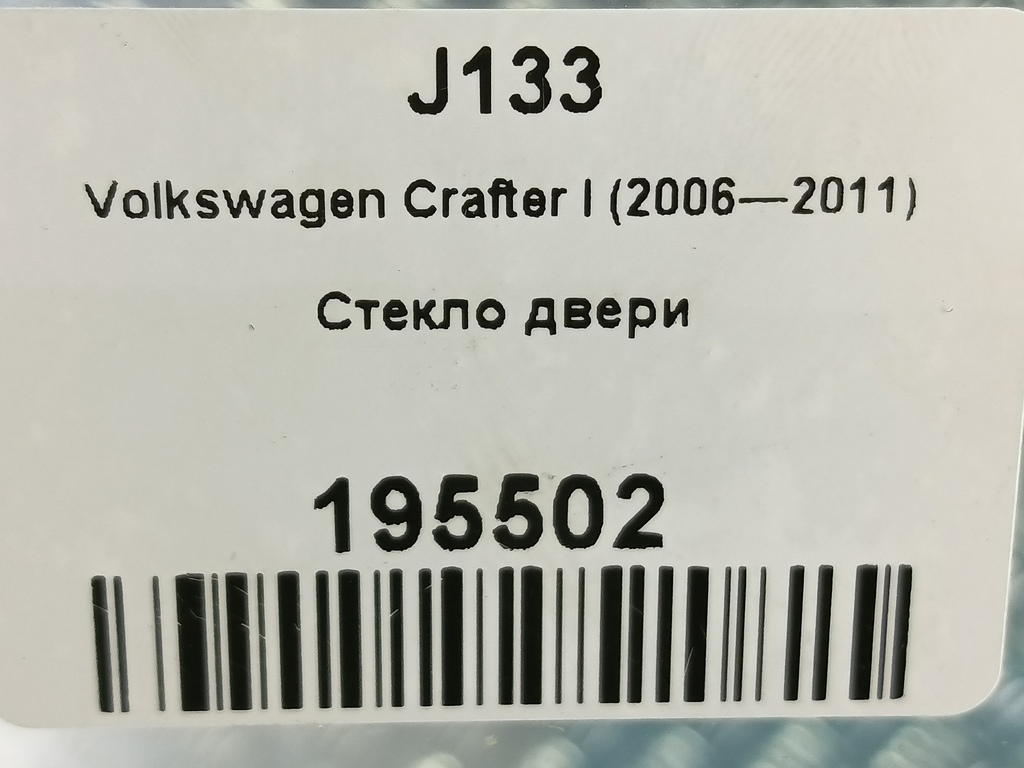 J133
Volkswagen Crafter I (2006—2011)
Стекло двери
195502